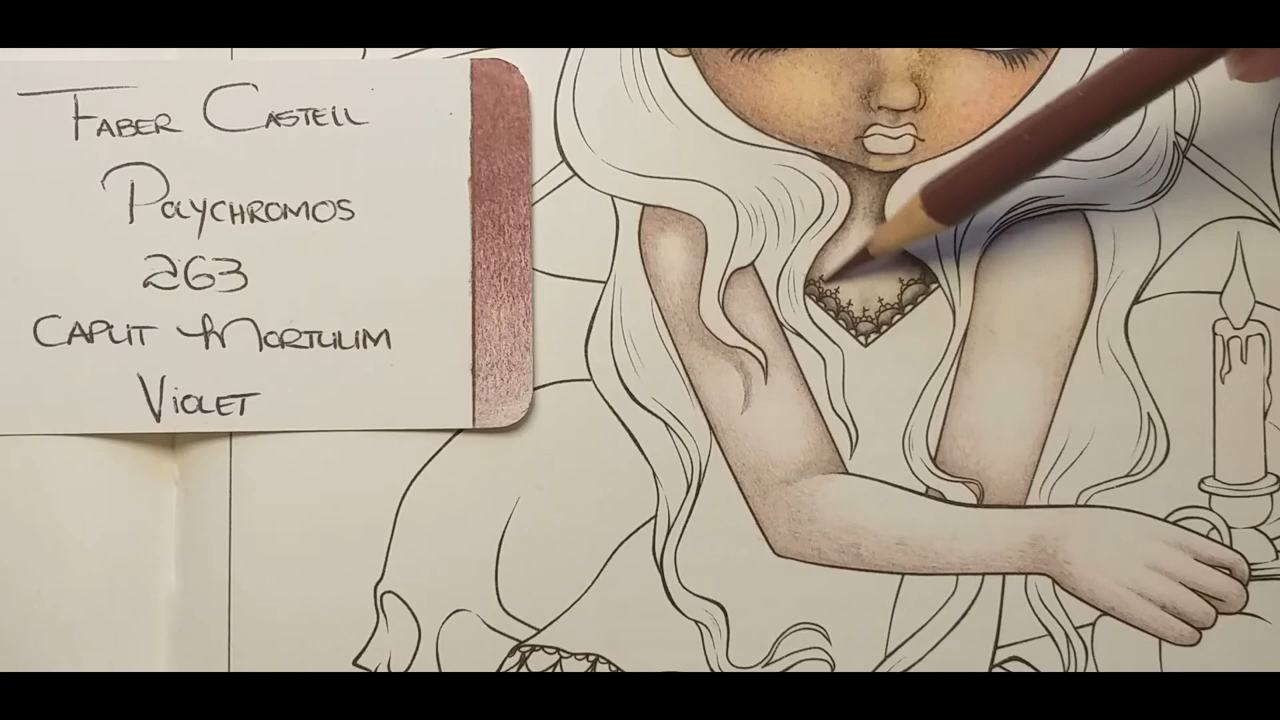 FABER CASTELL
POLYCHROMOS
263
CAPUT MORTUUM
VIOLET